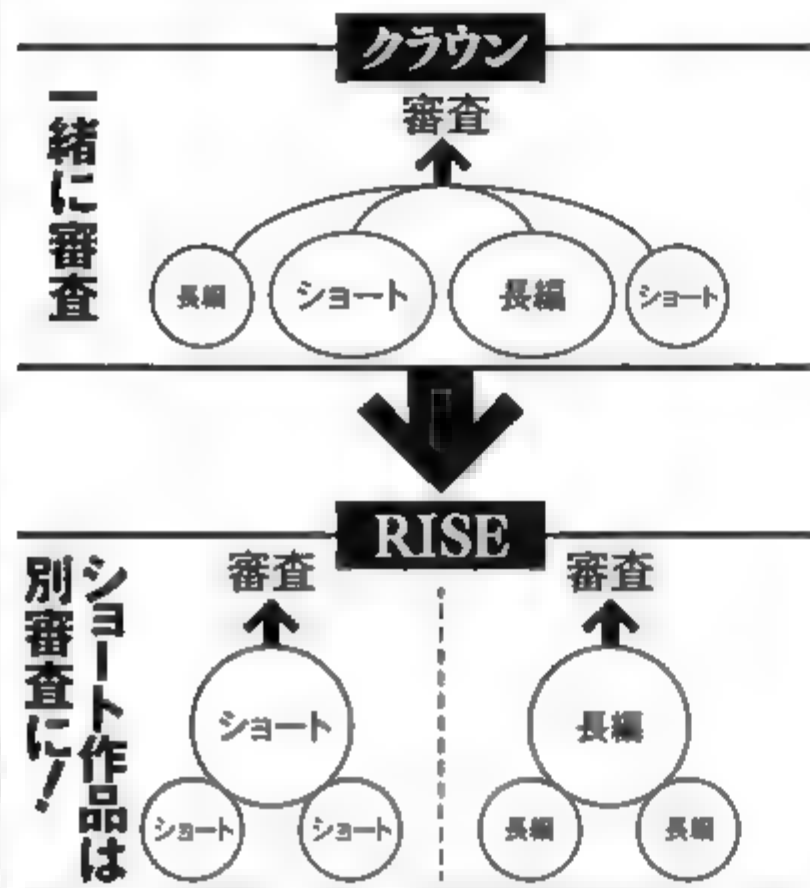 クラウン
審査
一緒に審査
長編
ショート
長編
ショート
RISE
審査
審査
ショート作品は
別審査に!
ショート
長編
ショート
ショート
長編
長編